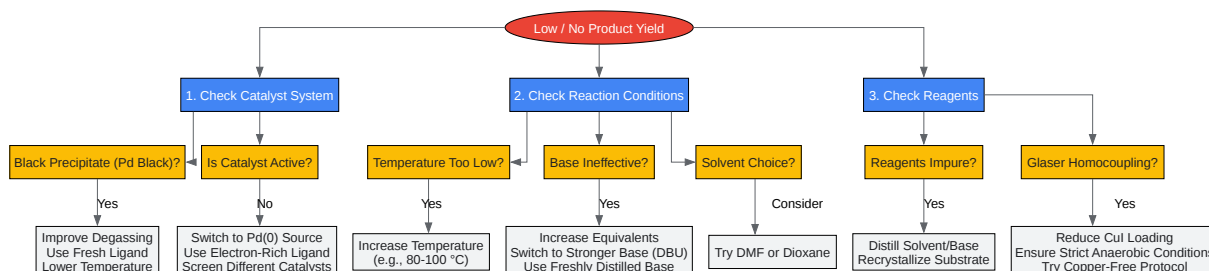 Low / No Product Yield
1. Check Catalyst System
2. Check Reaction Conditions
3. Check Reagents
Black Precipitate (Pd Black)?
Is Catalyst Active?
Temperature Too Low?
Base Ineffective?
Solvent Choice?
Reagents Impure?
Glaser Homocoupling?
Yes
No
Yes
Yes
Consider
Yes
Yes
Improve Degassing
Use Fresh Ligand
Lower Temperature
Switch to Pd(0) Source
Use Electron-Rich Ligand
Screen Different Catalysts
Increase Temperature
(e.g., 80-100 °C)
Increase Equivalents
Switch to Stronger Base (DBU)
Use Freshly Distilled Base
Try DMF or Dioxane
Distill Solvent/Base
Recrystallize Substrate
Reduce CuI Loading
Ensure Strict Anaerobic Conditions
Try Copper-Free Protocol